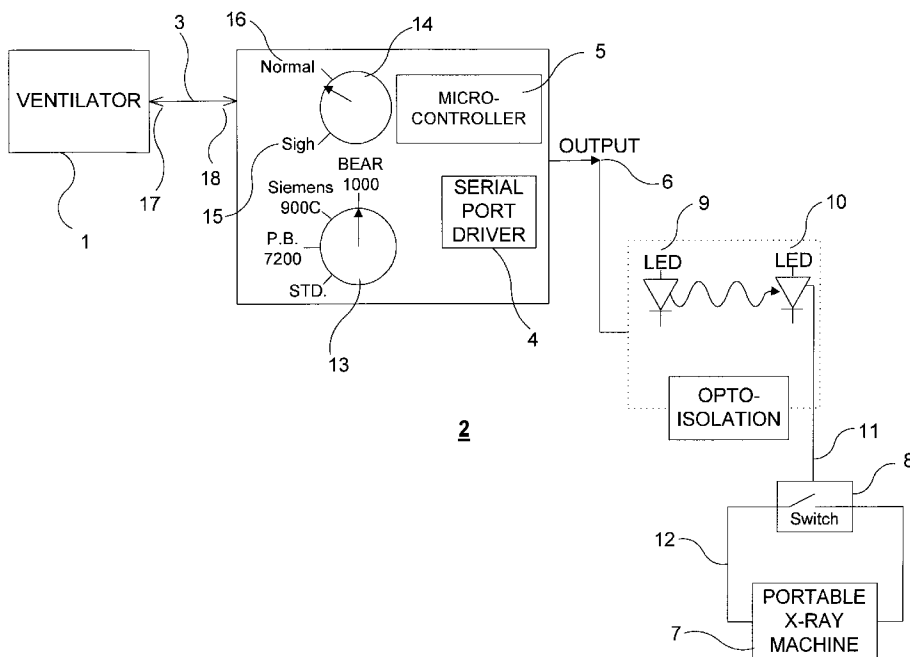 16
3
14
Normal
5
VENTILATOR
MICRO-
CONTROLLER
Sigh
OUTPUT
17
18
BEAR
1000
6
1
15
Siemens
900C
SERIAL
PORT
DRIVER
9
10
P.B.
7200
LED
LED
STD.
4
13
OPTO-
ISOLATION
2
11
8
Switch
12
PORTABLE
X-RAY
MACHINE
7